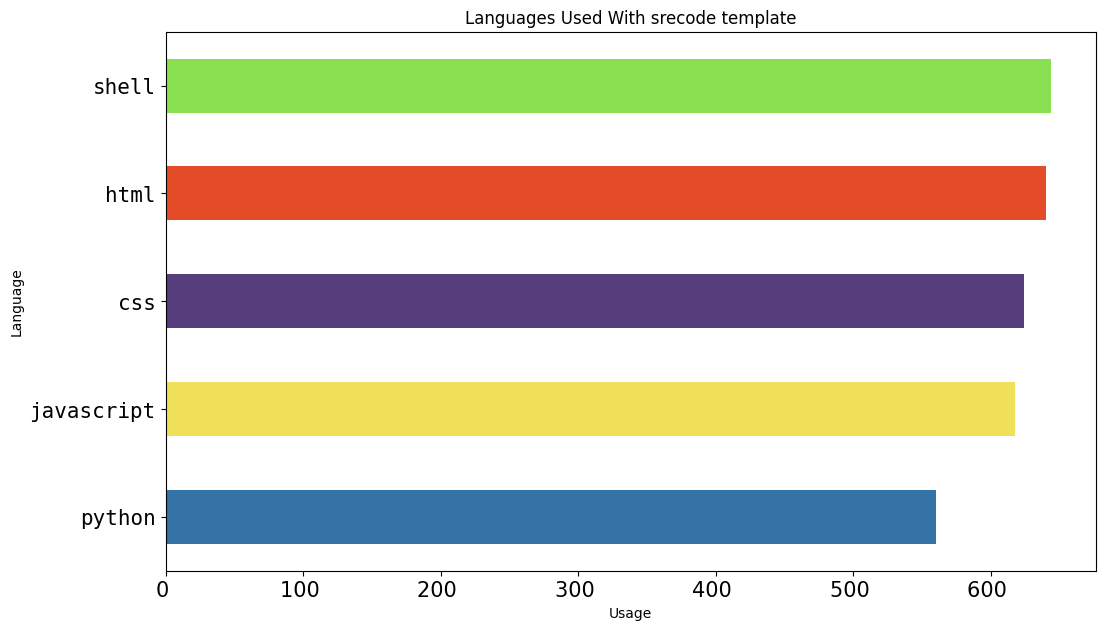 Languages Used With srecode template
shell
html
css
javascript
python
Language
0 100 200 300 400 500 600
Usage